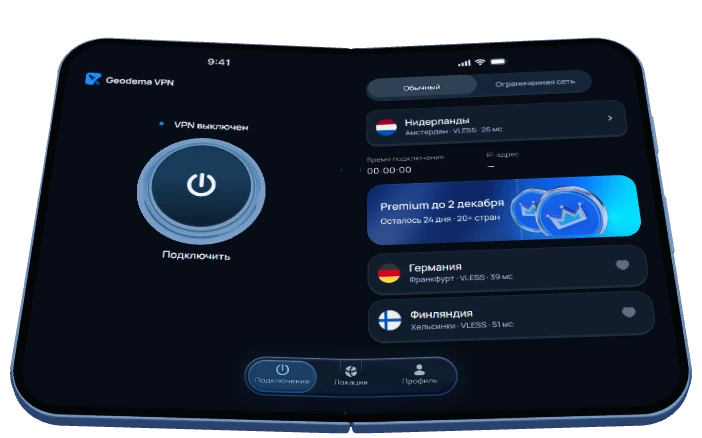 9:41
Geodema VPN
VPN выключен
Подключить
Обычный
Ограниченная сеть
Нидерланды
Амстердам · VLESS · 26 мс
Время подключения
IP-адрес
00:00:00
—
Premium до 2 декабря
Осталось 24 дня · 20+ стран
Германия
Франкфурт · VLESS · 39 мс
Финляндия
Хельсинки · VLESS · 51 мс
Подключение
Локации
Профиль